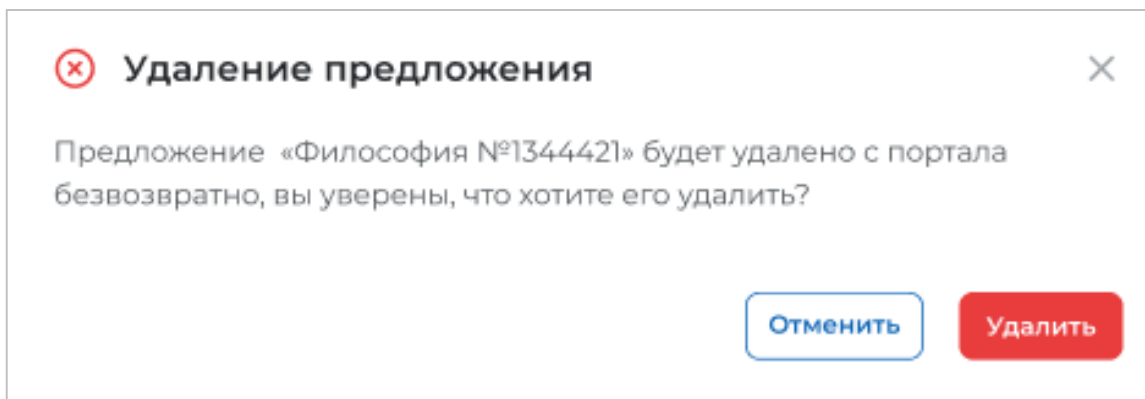 Удаление предложения
Предложение «Философия №1344421» будет удалено с портала
безвозвратно, вы уверены, что хотите его удалить?
Отменить
Удалить